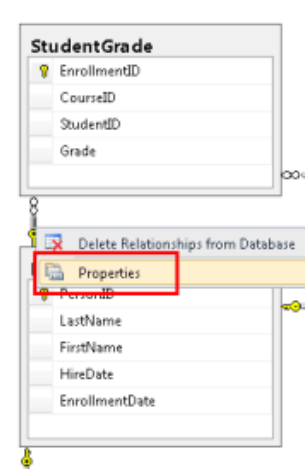 StudentGrade
EnrollmentID
CourseID
StudentID
Grade
Delete Relationships from Database
Properties
PersonID
LastName
FirstName
HireDate
EnrollmentDate